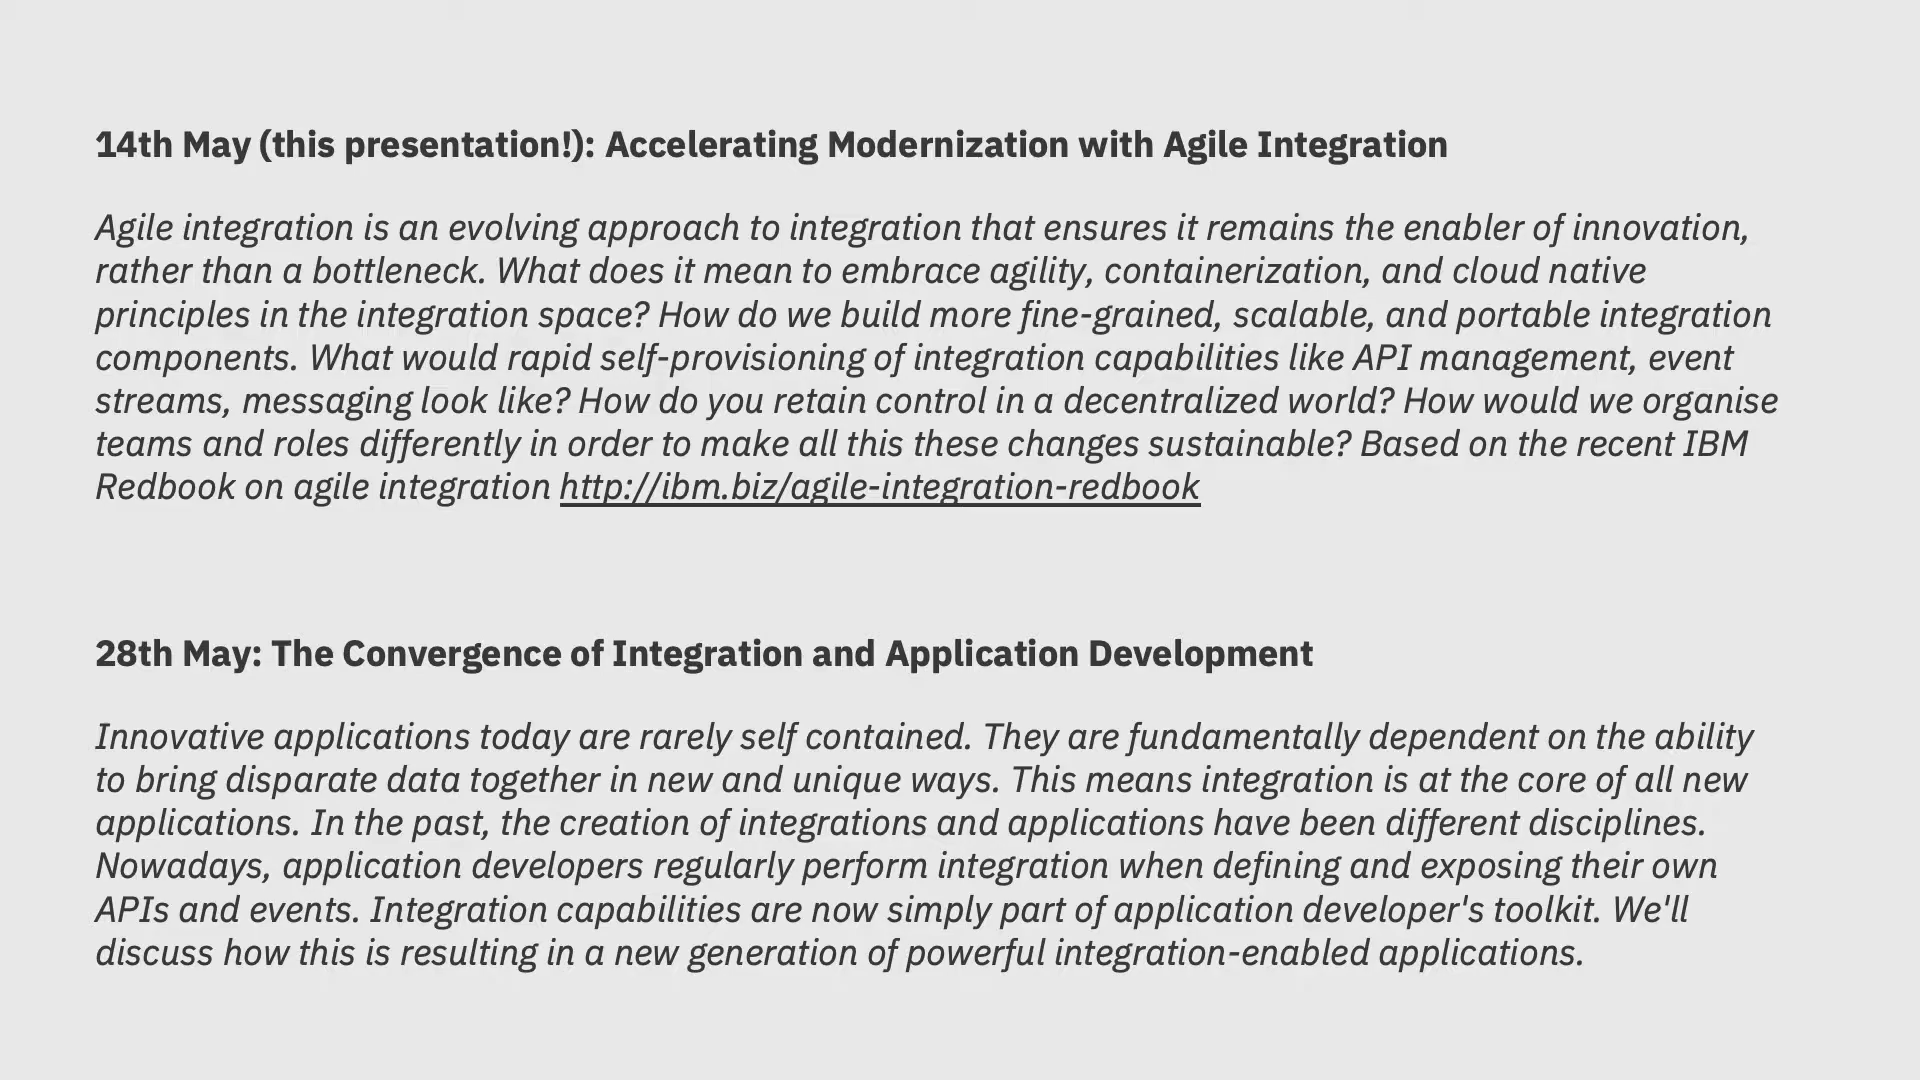 14th May (this presentation!): Accelerating Modernization with Agile Integration
Agile integration is an evolving approach to integration that ensures it remains the enabler of innovation,
rather than a bottleneck. What does it mean to embrace agility, containerization, and cloud native
principles in the integration space? How do we build more fine-grained, scalable, and portable integration
components. What would rapid self-provisioning of integration capabilities like API management, event
streams, messaging look like? How do you retain control in a decentralized world? How would we organise
teams and roles differently in order to make all this these changes sustainable? Based on the recent IBM
Redbook on agile integration http://ibm.biz/agile-integration-redbook
28th May: The Convergence of Integration and Application Development
Innovative applications today are rarely self contained. They are fundamentally dependent on the ability
to bring disparate data together in new and unique ways. This means integration is at the core of all new
applications. In the past, the creation of integrations and applications have been different disciplines.
Nowadays, application developers regularly perform integration when defining and exposing their own
APIs and events. Integration capabilities are now simply part of application developer's toolkit. We'll
discuss how this is resulting in a new generation of powerful integration-enabled applications.